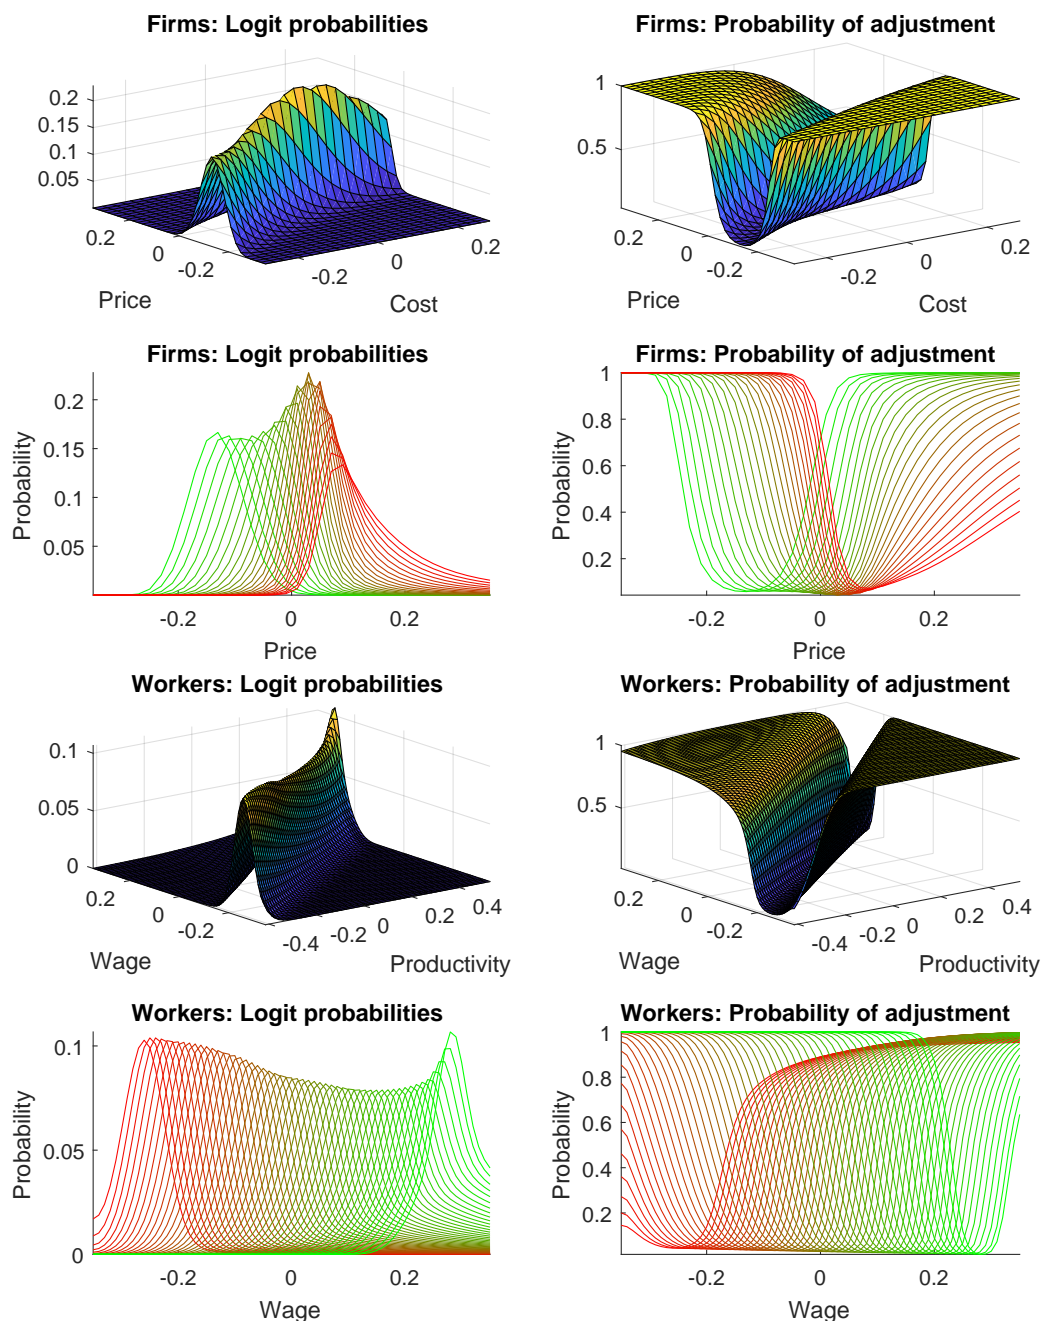 Firms: Logit probabilities
0.2
0.15
0.1
0.05
0.2
0
-0.2
Price
-0.2
0
0.2
Cost
Firms: Probability of adjustment
1
0.5
0.2
0
-0.2
Price
-0.2
0
0.2
Cost
Firms: Logit probabilities
Probability
0.2
0.15
0.1
0.05
-0.2
0
0.2
Price
Firms: Probability of adjustment
Probability
1
0.8
0.6
0.4
0.2
-0.2
0
0.2
Price
Workers: Logit probabilities
0.1
0.05
0
0.2
0
-0.2
Wage
-0.4
-0.2
0
0.2
0.4
Productivity
Workers: Probability of adjustment
1
0.5
0.2
0
-0.2
Wage
-0.4
-0.2
0
0.2
0.4
Productivity
Workers: Logit probabilities
Probability
0.1
0.05
0
-0.2
0
0.2
Wage
Workers: Probability of adjustment
Probability
1
0.8
0.6
0.4
0.2
-0.2
0
0.2
Wage